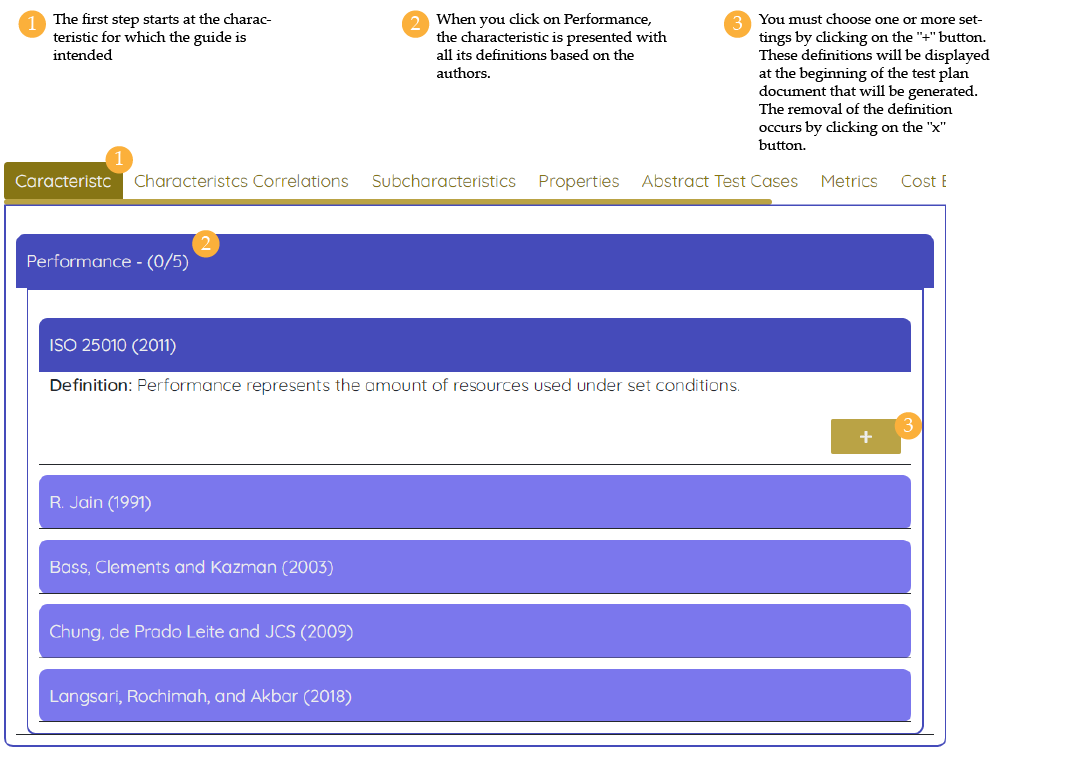 1 The first step starts at the charac-
teristic for which the guide is
intended
2 When you click on Performance,
the characteristic is presented with
all its definitions based on the
authors.
3 You must choose one or more set-
tings by clicking on the "+" button.
These definitions will be displayed
at the beginning of the test plan
document that will be generated.
The removal of the definition
occurs by clicking on the "x"
button.
1
Caracteristc Characteristcs Correlations Subcharacteristics Properties Abstract Test Cases Metrics Cost
2
Performance - (0/5)
ISO 25010 (2011)
Definition: Performance represents the amount of resources used under set conditions.
3
+
R. Jain (1991)
Bass, Clements and Kazman (2003)
Chung, de Prado Leite and JCS (2009)
Langsari, Rochimah, and Akbar (2018)